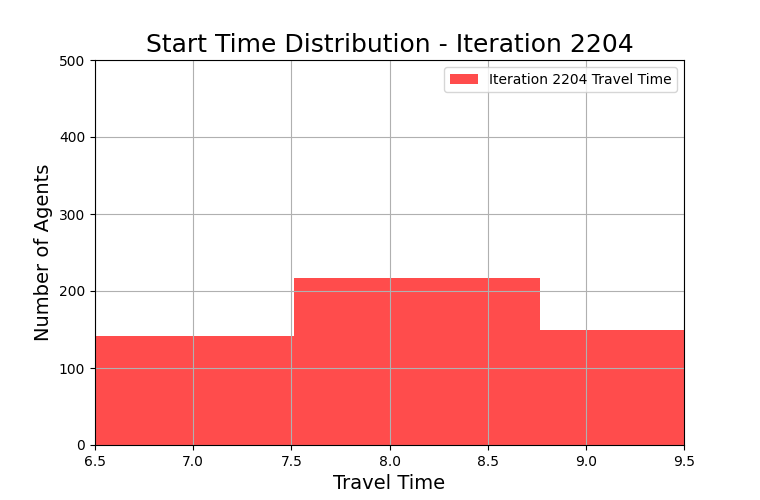 Start Time Distribution - Iteration 2204
500
Iteration 2204 Travel Time
400
300
200
100
0
Number of Agents
6.5 7.0 7.5 8.0 8.5 9.0 9.5
Travel Time